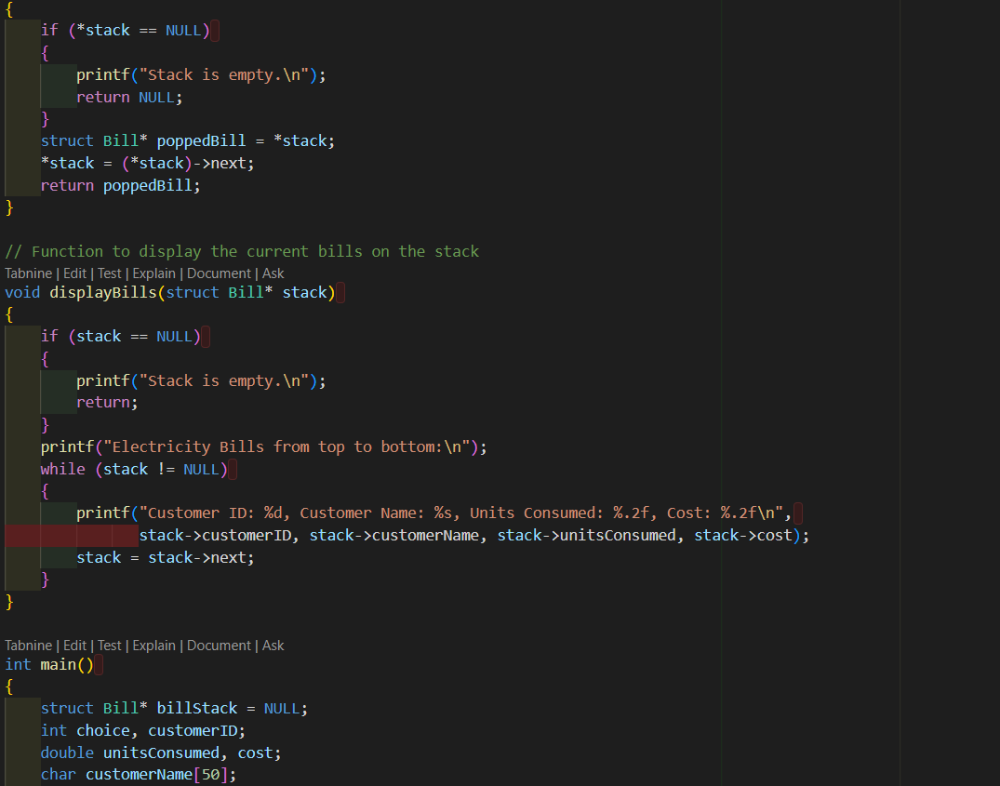 {
if (*stack == NULL)
{
printf("Stack is empty.\n");
return NULL;
}
struct Bill* poppedBill = *stack;
*stack = (*stack)->next;
return poppedBill;
}
// Function to display the current bills on the stack
Tabnine | Edit | Test | Explain | Document | Ask
void displayBills(struct Bill* stack)
{
if (stack == NULL)
{
printf("Stack is empty.\n");
return;
}
printf("Electricity Bills from top to bottom:\n");
while (stack != NULL)
{
printf("Customer ID: %d, Customer Name: %s, Units Consumed: %.2f, Cost: %.2f\n",
stack->customerID, stack->customerName, stack->unitsConsumed, stack->cost);
stack = stack->next;
}
}
Tabnine | Edit | Test | Explain | Document | Ask
int main()
{
struct Bill* billStack = NULL;
int choice, customerID;
double unitsConsumed, cost;
char customerName[50];